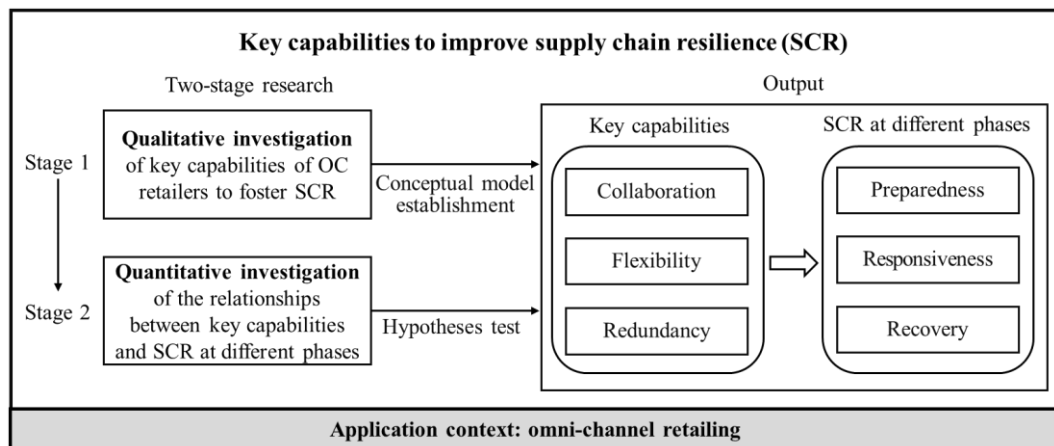 Key capabilities to improve supply chain resilience (SCR)
Two-stage research
Output
Stage 1
Qualitative investigation
of key capabilities of OC
retailers to foster SCR
Conceptual model
establishment
Stage 2
Quantitative investigation
of the relationships
between key capabilities
and SCR at different phases
Hypotheses test
Key capabilities
Collaboration
Flexibility
Redundancy
SCR at different phases
Preparedness
Responsiveness
Recovery
Application context: omni-channel retailing